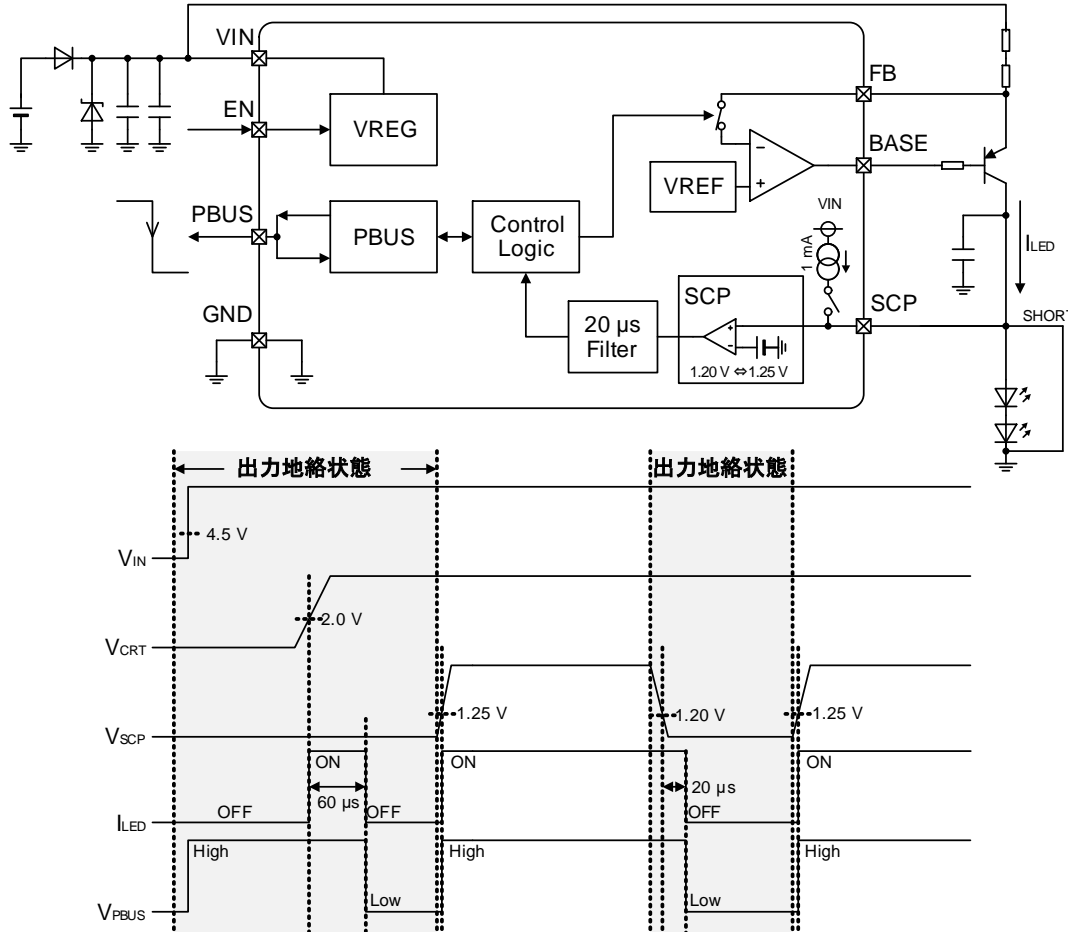 VIN
FB
EN
VREG
BASE
VREF
−
+
VIN
PBUS
PBUS
Control
Logic
1 mA
ILED
GND
SCP
SCP
SHORT
20 µs
Filter
+
−
1.20 V ⇔ 1.25 V
出力地絡状態
出力地絡状態
4.5 V
VIN
2.0 V
VCRT
1.25 V
1.20 V
1.25 V
VSCP
ON
ON
ON
60 µs
20 µs
OFF
OFF
OFF
ILED
High
High
High
Low
Low
VPBUS